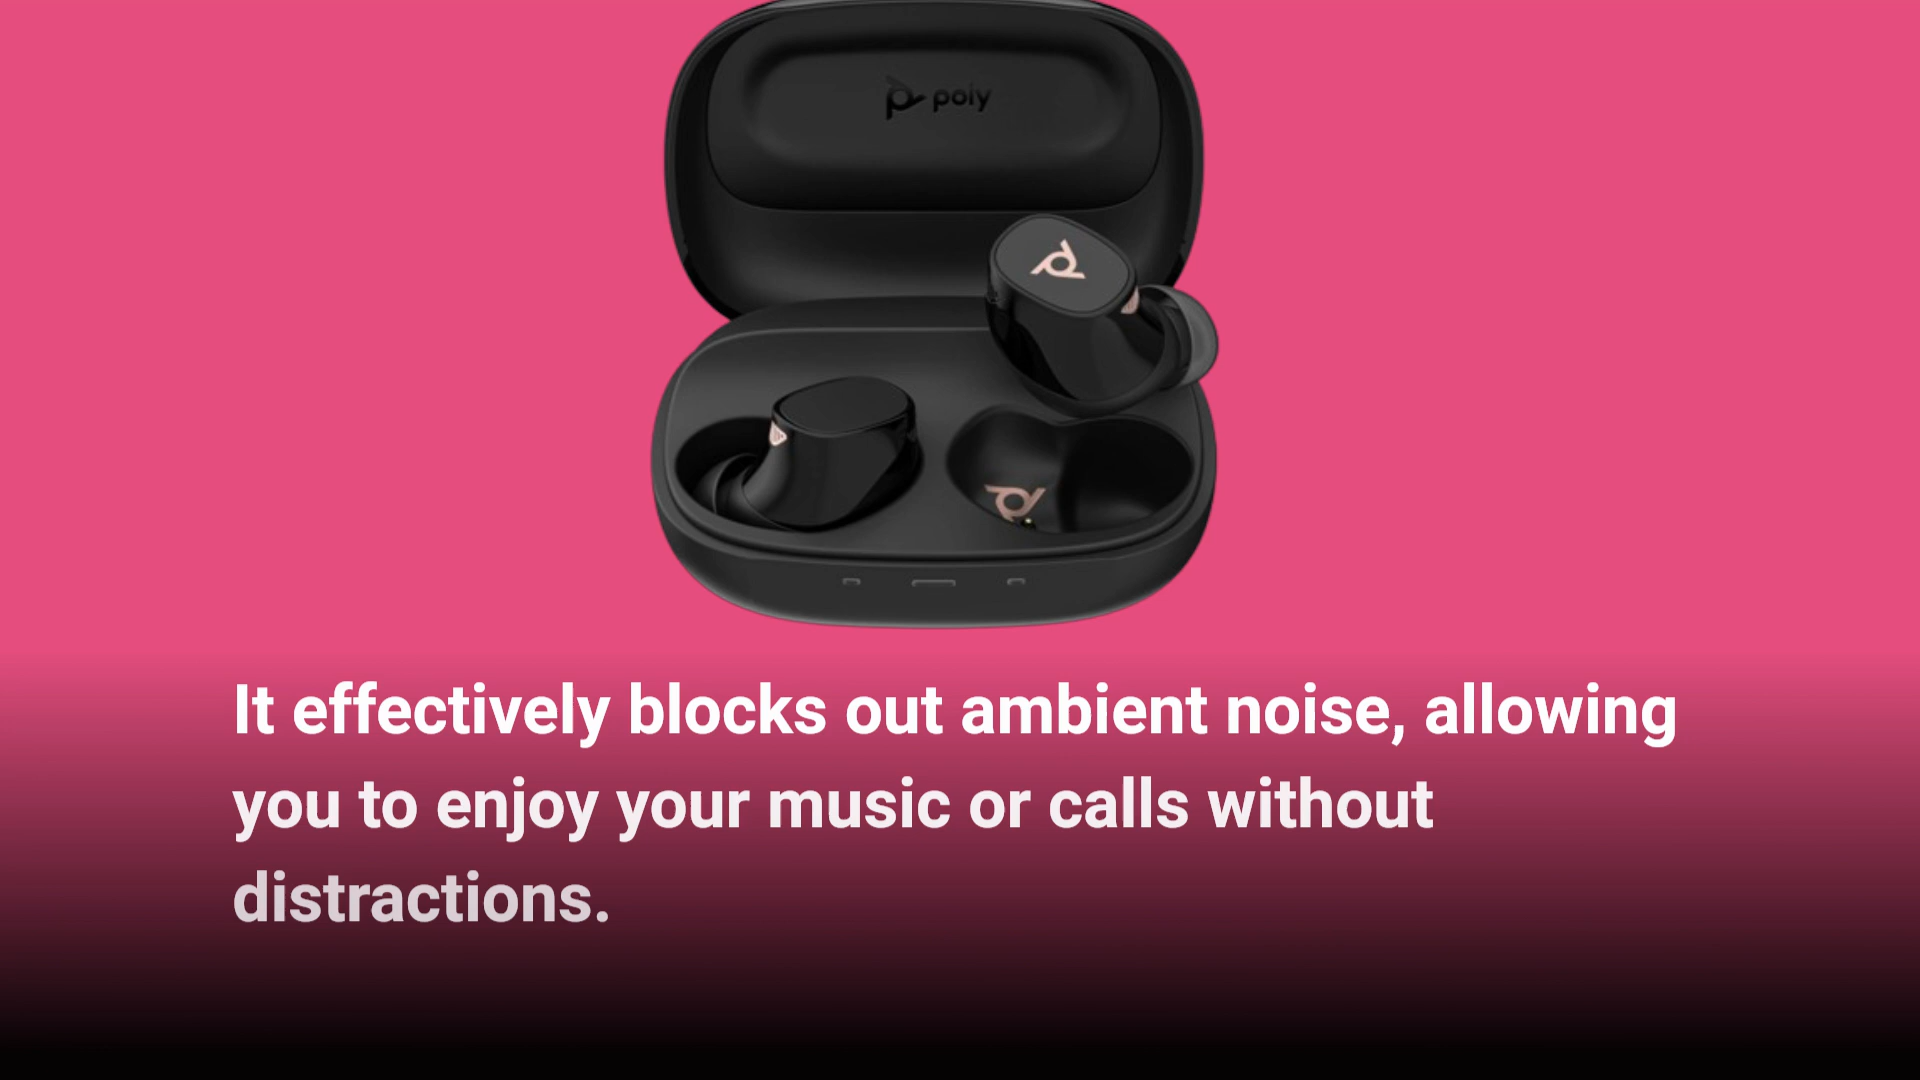 poly
It effectively blocks out ambient noise, allowing
you to enjoy your music or calls without
distractions.